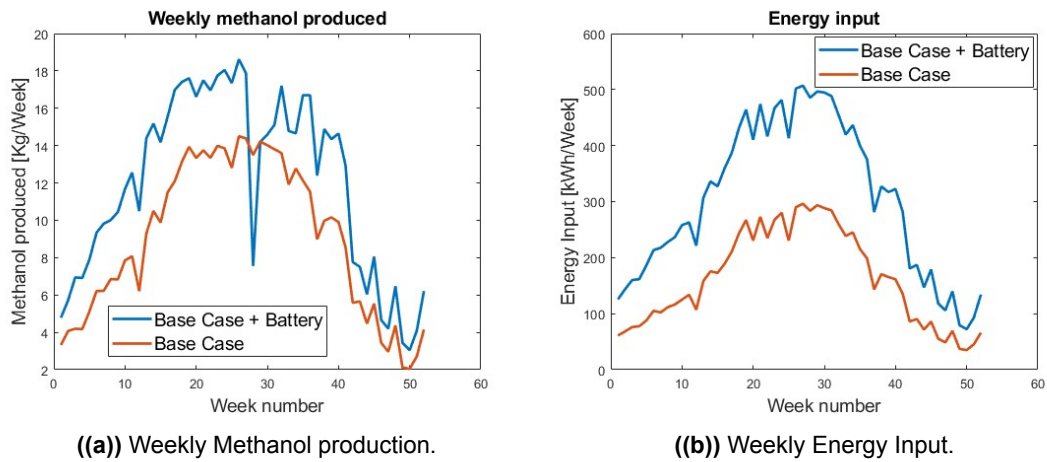 Weekly methanol produced
Methanol produced [Kg/Week]
20
18
16
14
12
10
8
6
4
2
0
10
20
30
40
50
60
Week number
Base Case + Battery
Base Case
((a)) Weekly Methanol production.
Energy input
Energy Input [kWh/Week]
600
500
400
300
200
100
0
0
10
20
30
40
50
60
Week number
Base Case + Battery
Base Case
((b)) Weekly Energy Input.